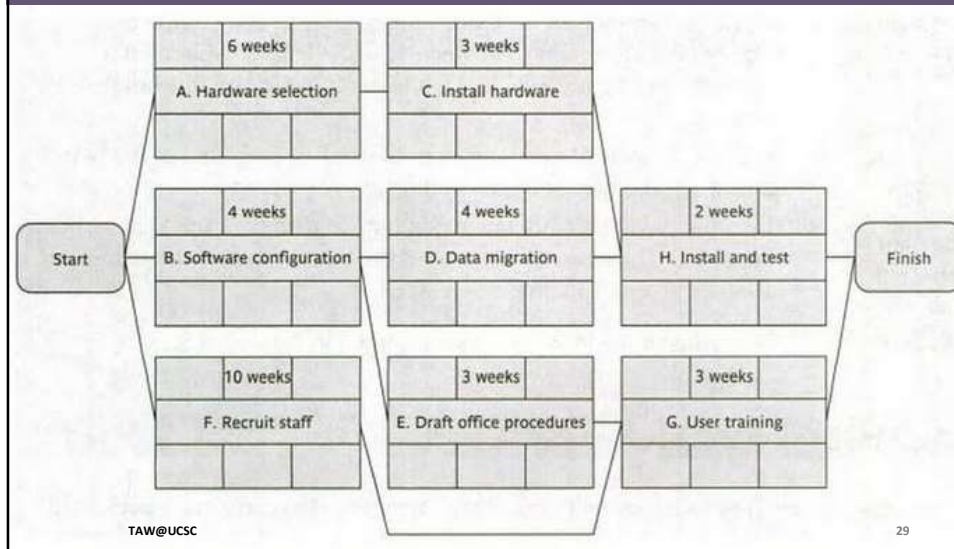 6 weeks
3 weeks
A. Hardware selection
C. Install hardware
4 weeks
4 weeks
2 weeks
Start
B. Software configuration
D. Data migration
H. Install and test
Finish
10 weeks
3 weeks
3 weeks
F. Recruit staff
E. Draft office procedures
G. User training
TAW@UCSC
29